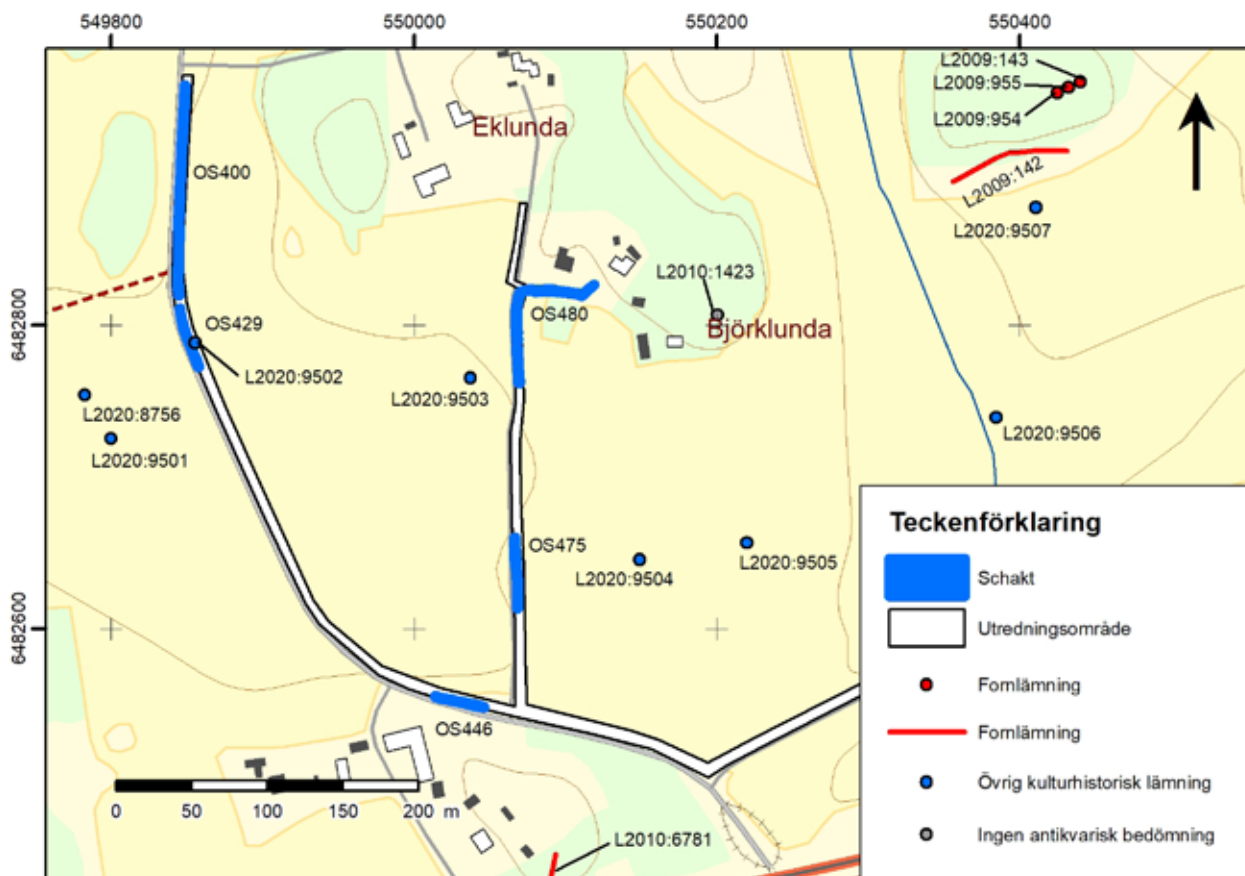 549800
550000
550200
550400
L2009:143
L2009:955
L2009:954
Eklunda
OS400
L2009:142
L2020:9507
L2010:1423
6482800
OS429
OS480
Björklunda
L2020:9502
L2020:9503
L2020:8756
L2020:9506
L2020:9501
Teckenförklaring
OS475
L2020:9504
L2020:9505
Schakt
6482600
Utredningsområde
Fornlämning
OS446
Fornlämning
Övrig kulturhistorisk lämning
0 50 100 150 200 m
L2010:6781
Ingen antikvarisk bedömning